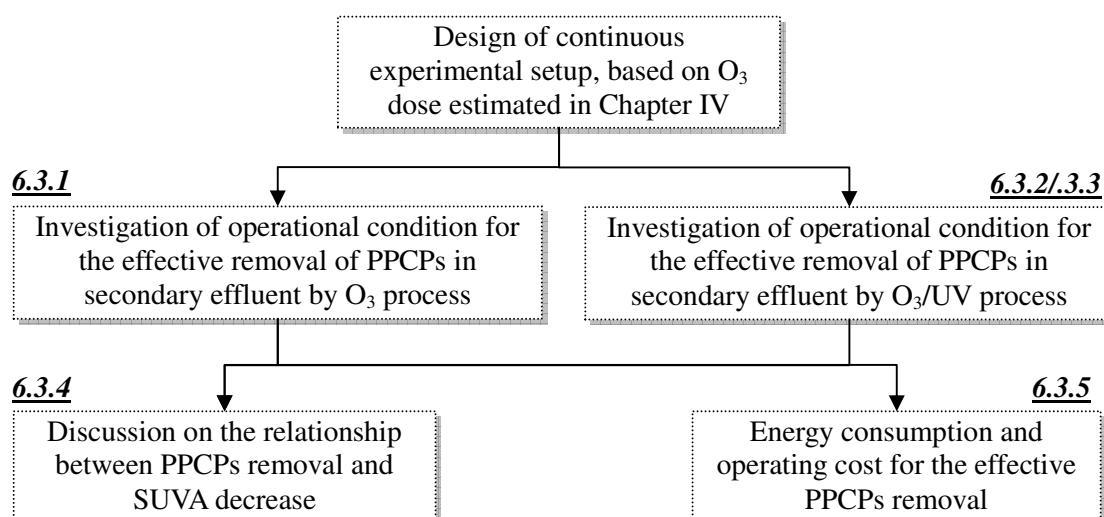 Design of continuous
experimental setup, based on O₃
dose estimated in Chapter IV
6.3.1
Investigation of operational condition for
the effective removal of PPCPs in
secondary effluent by O₃ process
6.3.2/.3.3
Investigation of operational condition for
the effective removal of PPCPs in
secondary effluent by O₃/UV process
6.3.4
Discussion on the relationship
between PPCPs removal and
SUVA decrease
6.3.5
Energy consumption and
operating cost for the effective
PPCPs removal